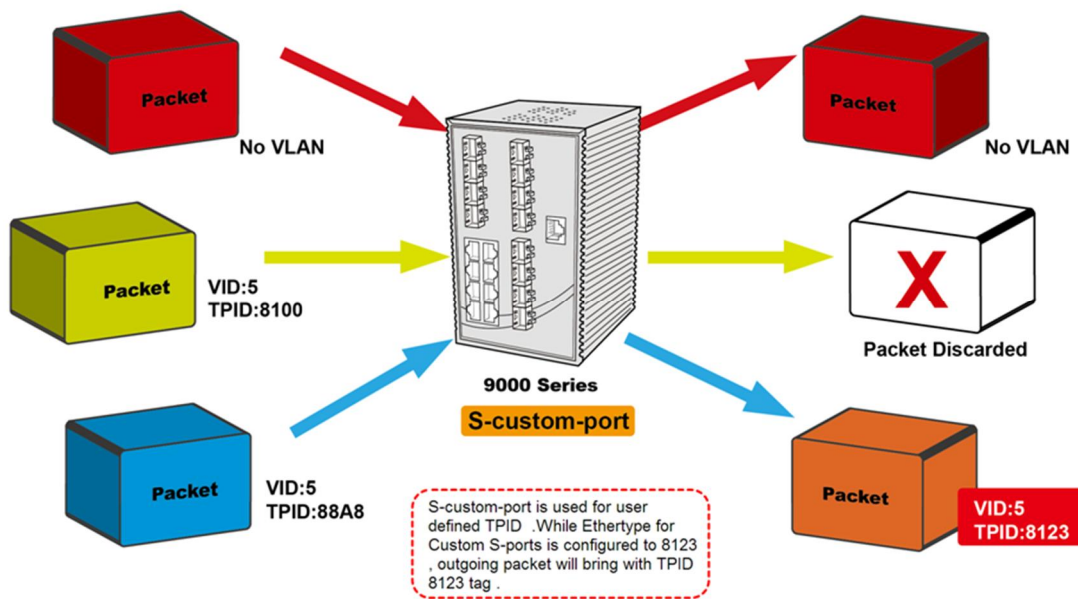 Packet
No VLAN
Packet
No VLAN
Packet
VID:5
TPID:8100
X
Packet Discarded
9000 Series
S-custom-port
Packet
VID:5
TPID:88A8
S-custom-port is used for user
defined TPID .While Ethertype for
Custom S-ports is configured to 8123
, outgoing packet will bring with TPID
8123 tag .
Packet
VID:5
TPID:8123